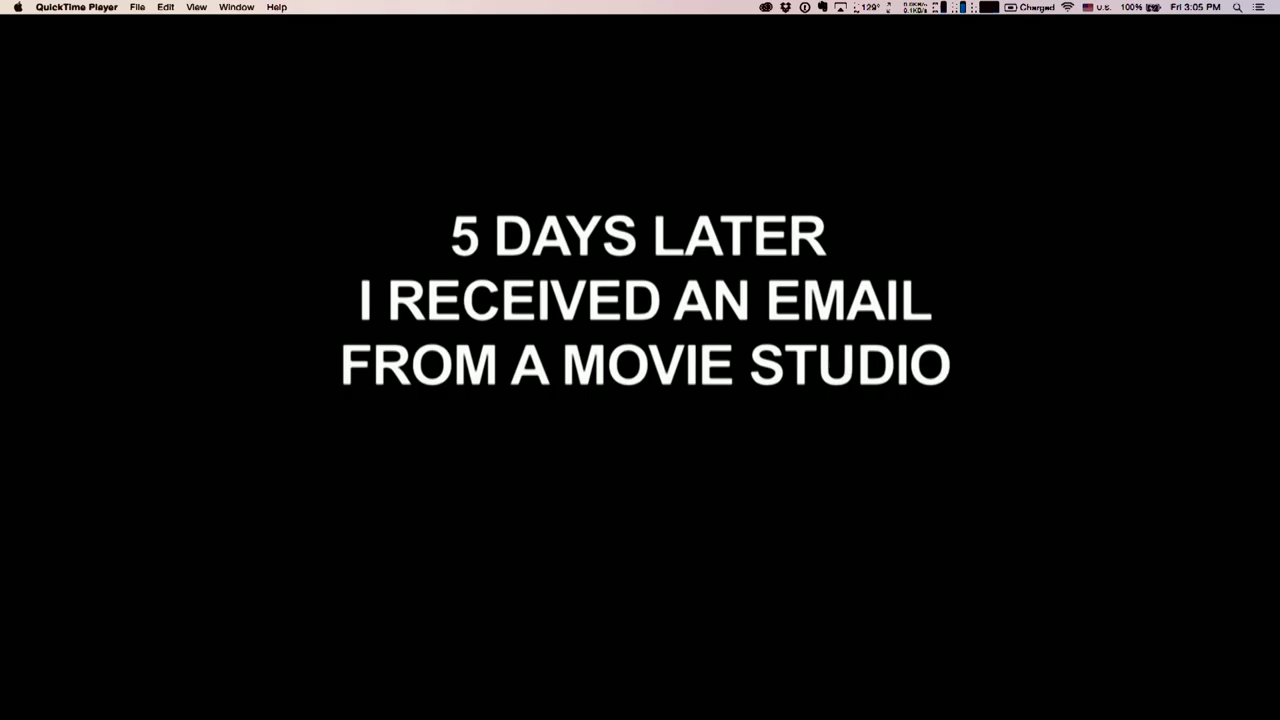 QuickTime Player File Edit View Window Help 129° Charged U.S. 100% Fri 3:05 PM
5 DAYS LATER
I RECEIVED AN EMAIL
FROM A MOVIE STUDIO